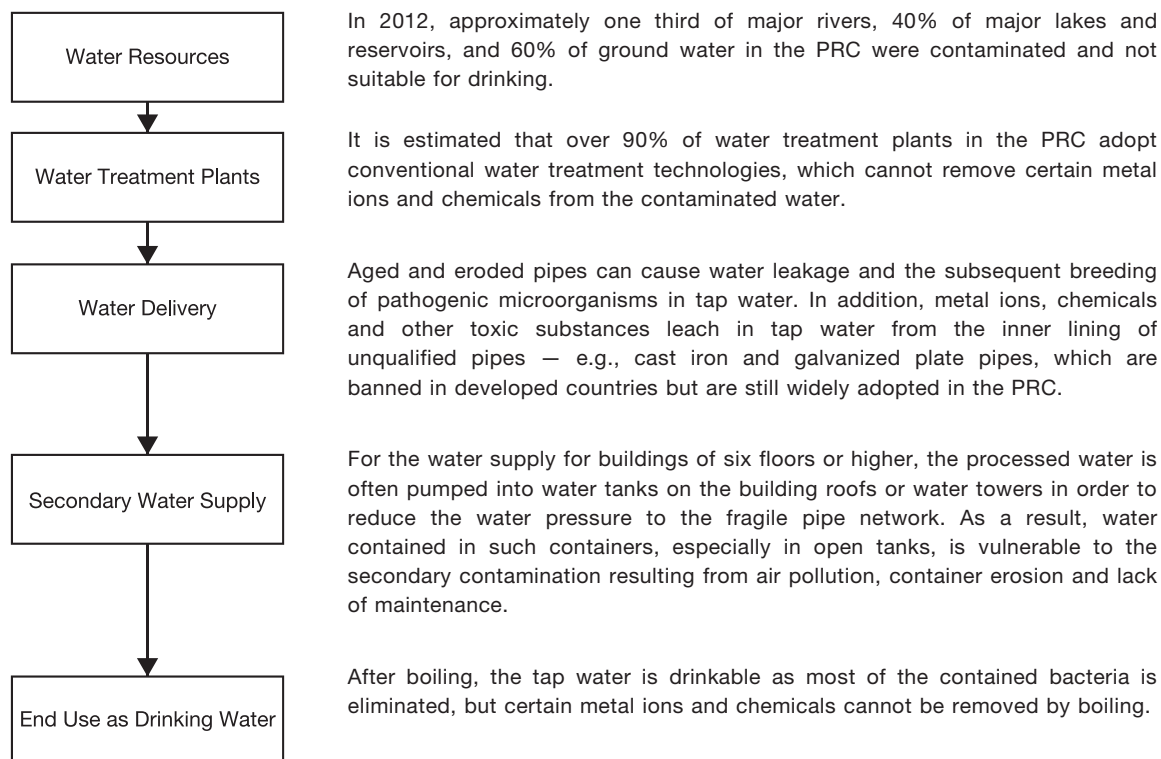 Water Resources
In 2012, approximately one third of major rivers, 40% of major lakes and
reservoirs, and 60% of ground water in the PRC were contaminated and not
suitable for drinking.
Water Treatment Plants
It is estimated that over 90% of water treatment plants in the PRC adopt
conventional water treatment technologies, which cannot remove certain metal
ions and chemicals from the contaminated water.
Water Delivery
Aged and eroded pipes can cause water leakage and the subsequent breeding
of pathogenic microorganisms in tap water. In addition, metal ions, chemicals
and other toxic substances leach in tap water from the inner lining of
unqualified pipes — e.g., cast iron and galvanized plate pipes, which are
banned in developed countries but are still widely adopted in the PRC.
Secondary Water Supply
For the water supply for buildings of six floors or higher, the processed water is
often pumped into water tanks on the building roofs or water towers in order to
reduce the water pressure to the fragile pipe network. As a result, water
contained in such containers, especially in open tanks, is vulnerable to the
secondary contamination resulting from air pollution, container erosion and lack
of maintenance.
End Use as Drinking Water
After boiling, the tap water is drinkable as most of the contained bacteria is
eliminated, but certain metal ions and chemicals cannot be removed by boiling.